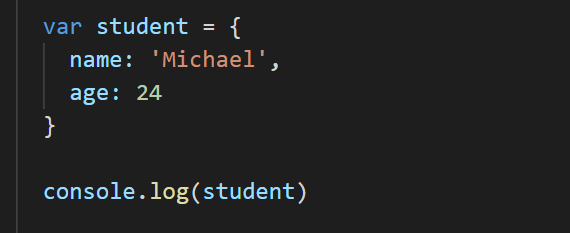 var student = {
  name: 'Michael',
  age: 24
}
console.log(student)